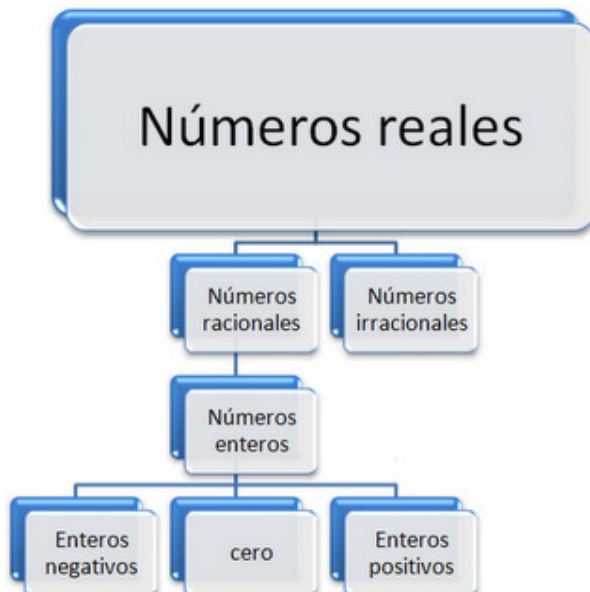 Números reales
Números
racionales
Números
irracionales
Números
enteros
Enteros
negativos
cero
Enteros
positivos